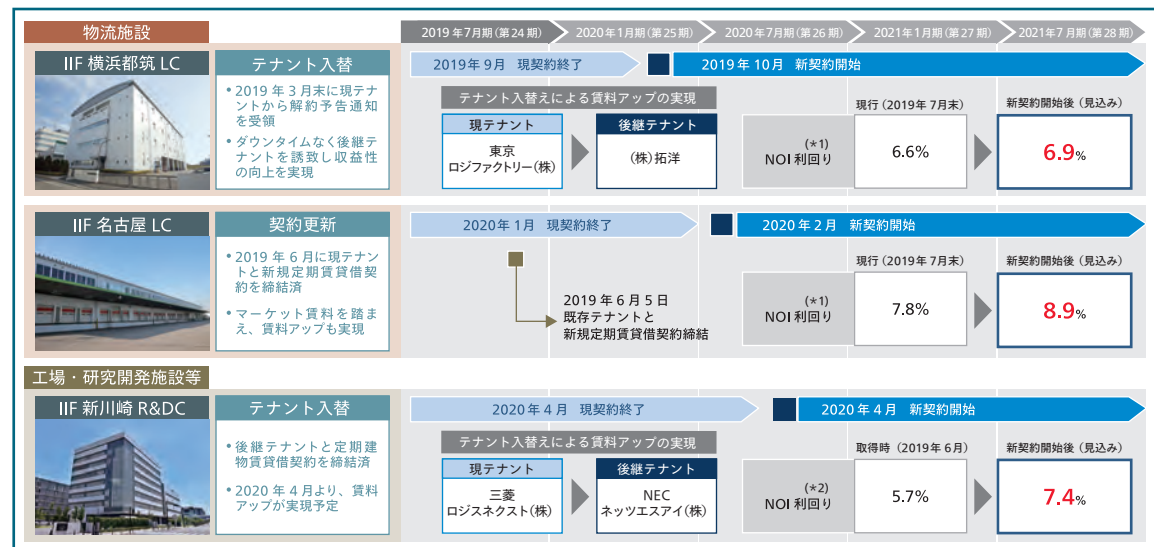 物流施設
2019年7月期(第24期)
2020年1月期(第25期)
2020年7月期(第26期)
2021年1月期(第27期)
2021年7月期(第28期)
IIF 横浜都筑 LC
テナント入替
• 2019年3月末に現テナ
ントから解約予告通知
を受領
• ダウンタイムなく後継テ
ナントを誘致し収益性
の向上を実現
2019年9月 現契約終了
2019年10月 新契約開始
テナント入替えによる賃料アップの実現
現テナント
東京
ロジファクトリー(株)
後継テナント
(株)拓洋
(*1)
NOI 利回り
現行(2019年7月末)
6.6%
新契約開始後(見込み)
6.9%
IIF 名古屋 LC
契約更新
• 2019年6月に現テナン
トと新規定期賃貸借契
約を締結済
• マーケット賃料を踏ま
え、賃料アップも実現
2020年1月 現契約終了
2020年2月 新契約開始
2019年6月5日
既存テナントと
新規定期賃貸借契約締結
(*1)
NOI 利回り
現行(2019年7月末)
7.8%
新契約開始後(見込み)
8.9%
工場・研究開発施設等
IIF 新川崎 R&DC
テナント入替
• 後継テナントと定期建
物賃貸借契約を締結済
• 2020年4月より、賃料
アップが実現予定
2020年4月 現契約終了
2020年4月 新契約開始
テナント入替えによる賃料アップの実現
現テナント
三菱
ロジスネクスト(株)
後継テナント
NEC
ネッツエスアイ(株)
(*2)
NOI 利回り
取得時(2019年6月)
5.7%
新契約開始後(見込み)
7.4%